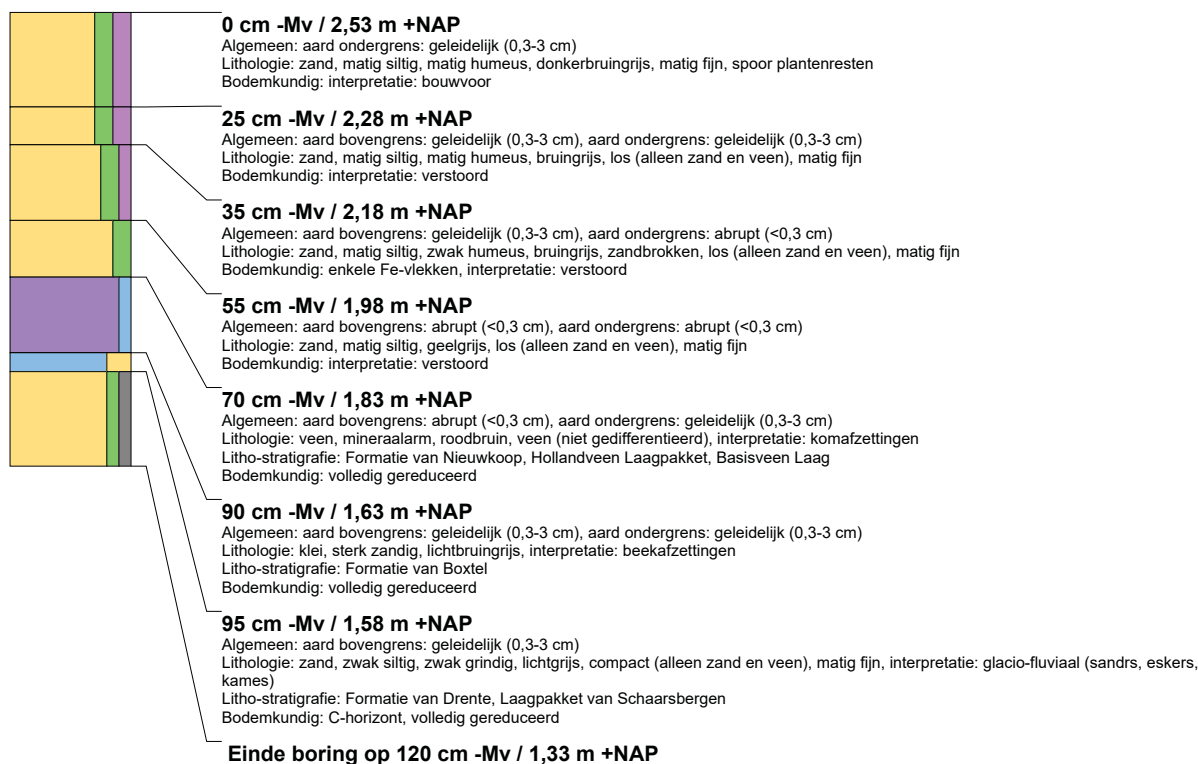 0 cm -Mv / 2,53 m +NAP
Algemeen: aard ondergrens: geleidelijk (0,3-3 cm)
Lithologie: zand, matig siltig, matig humeus, donkerbruingrijs, matig fijn, spoor plantenresten
Bodemkundig: interpretatie: bouwvoor
25 cm -Mv / 2,28 m +NAP
Algemeen: aard bovengrens: geleidelijk (0,3-3 cm), aard ondergrens: geleidelijk (0,3-3 cm)
Lithologie: zand, matig siltig, matig humeus, bruingrijs, los (alleen zand en veen), matig fijn
Bodemkundig: interpretatie: verstoord
35 cm -Mv / 2,18 m +NAP
Algemeen: aard bovengrens: geleidelijk (0,3-3 cm), aard ondergrens: abrupt (<0,3 cm)
Lithologie: zand, matig siltig, zwak humeus, bruingrijs, zandbrokken, los (alleen zand en veen), matig fijn
Bodemkundig: enkele Fe-vlekken, interpretatie: verstoord
55 cm -Mv / 1,98 m +NAP
Algemeen: aard bovengrens: abrupt (<0,3 cm), aard ondergrens: abrupt (<0,3 cm)
Lithologie: zand, matig siltig, geelgrijs, los (alleen zand en veen), matig fijn
Bodemkundig: interpretatie: verstoord
70 cm -Mv / 1,83 m +NAP
Algemeen: aard bovengrens: abrupt (<0,3 cm), aard ondergrens: geleidelijk (0,3-3 cm)
Lithologie: veen, mineraalarm, roodbruin, veen (niet gedifferentieerd), interpretatie: komafzettingen
Litho-stratigrafie: Formatie van Nieuwkoop, Hollandveen Laagpakket, Basisveen Laag
Bodemkundig: volledig gereduceerd
90 cm -Mv / 1,63 m +NAP
Algemeen: aard bovengrens: geleidelijk (0,3-3 cm), aard ondergrens: geleidelijk (0,3-3 cm)
Lithologie: klei, sterk zandig, lichtbruingrijs, interpretatie: beekafzettingen
Litho-stratigrafie: Formatie van Boxtel
Bodemkundig: volledig gereduceerd
95 cm -Mv / 1,58 m +NAP
Algemeen: aard bovengrens: geleidelijk (0,3-3 cm)
Lithologie: zand, zwak siltig, zwak grindig, lichtgrijs, compact (alleen zand en veen), matig fijn, interpretatie: glacio-fluviaal (sandrs, eskers,
kames)
Litho-stratigrafie: Formatie van Drente, Laagpakket van Schaarsbergen
Bodemkundig: C-horizont, volledig gereduceerd
Einde boring op 120 cm -Mv / 1,33 m +NAP